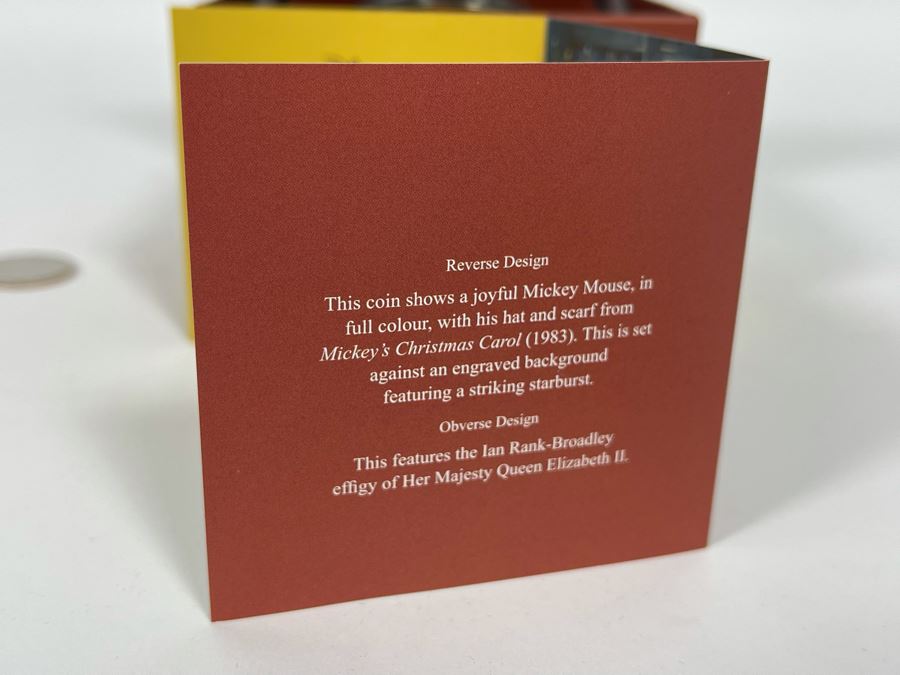 Reverse Design
This coin shows a joyful Mickey Mouse, in
full colour, with his hat and scarf from
Mickey's Christmas Carol (1983). This is set
against an engraved background
featuring a striking starburst.
Obverse Design
This features the Ian Rank-Broadley
effigy of Her Majesty Queen Elizabeth II.